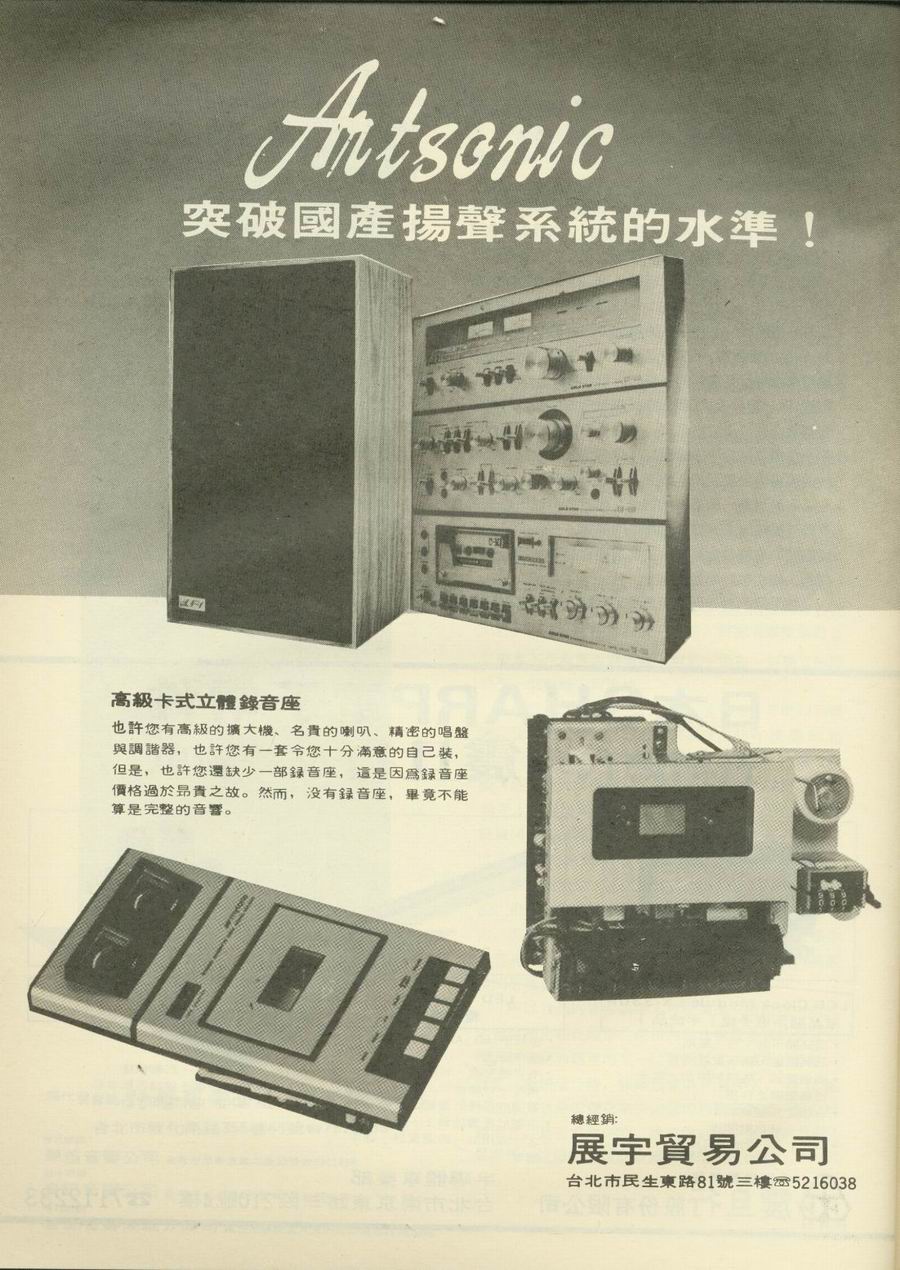 Artsonic
突破國產揚聲系統的水準！
高級卡式立體錄音座
也許您有高級的擴大機、名貴的喇叭、精密的唱盤
與調諧器，也許您有一套令您十分滿意的自己裝，
但是，也許您還缺少一部録音座，這是因爲録音座
價格過於昂貴之故。然而，没有録音座，畢竟不能
算是完整的音響。
總經銷:
展宇貿易公司
台北市民生東路81號三樓☏5216038